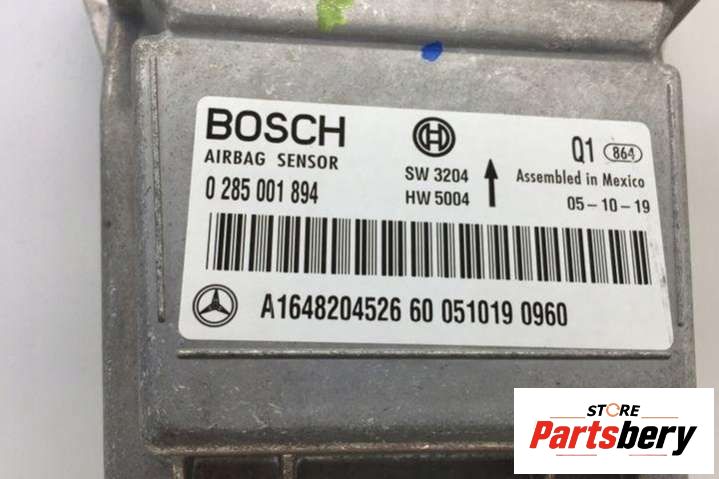 BOSCH
AIRBAG SENSOR
0 285 001 894
SW 3204
HW 5004
Q1 864
Assembled in Mexico
05-10-19
A1648204526 60 051019 0960
STORE
Partsbery